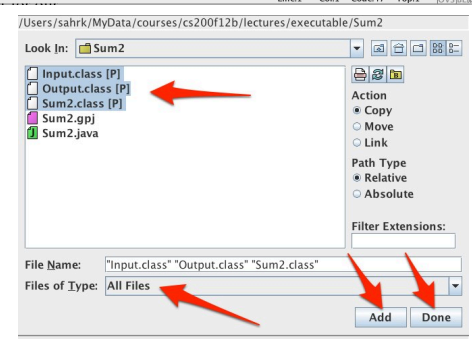 /Users/sahrk/MyData/courses/cs200f12b/lectures/executable/Sum2
Look In: Sum2
Input.class [P]
Output.class [P]
Sum2.class [P]
Sum2.gpj
Sum2.java
Action
Copy
Move
Link
Path Type
Relative
Absolute
Filter Extensions:
File Name: "Input.class" "Output.class" "Sum2.class"
Files of Type: All Files
Add Done